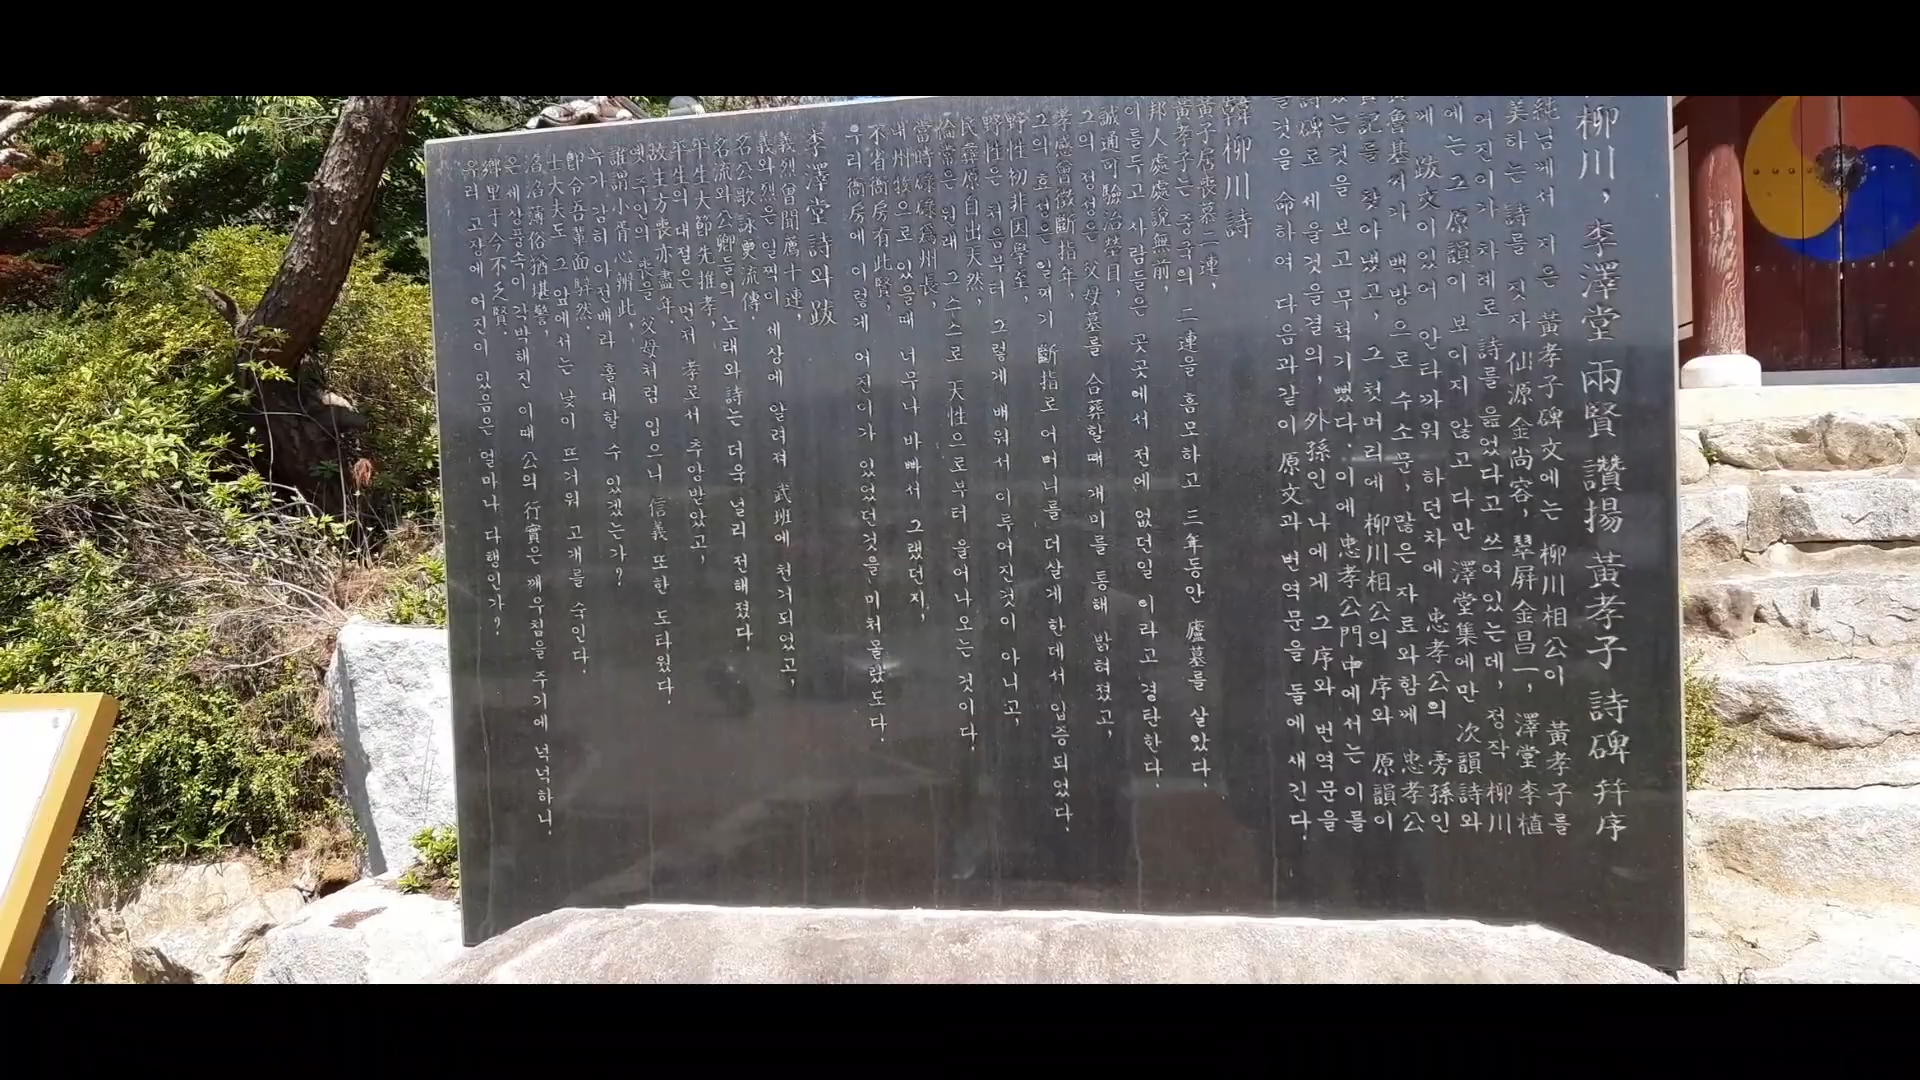 柳川, 李澤堂 兩賢 讚揚 黃孝子 詩碑 幷序
純남께서 지은 黃孝子碑文에는 柳川相公이 黃孝子를
美하는 詩를 짓자 仙源金尙容, 翠屛金昌一, 澤堂李植
어진이가 차례로 詩를 읊었다고 쓰여있는데, 정작 柳川
에는 그 原韻이 보이지 않고 다만 澤堂集에만 次韻詩와
께 跋文이 있어 안타까워 하던차에 忠孝公의 旁孫인
魯基씨가 백방으로 수소문, 많은 자료와함께 忠孝公
記를 찾아냈고, 그 첫머리에 柳川相公의 序와 原韻이
는것을 보고 무척기뻤다. 이에 忠孝公門中에서는 이를
詩碑로 세울것을결의, 外孫인 나에게 그 序와 번역문을
을것을 命하여 다음과같이 原文과 번역문을 돌에새긴다.
韓柳川詩
黃子居喪慕二連,
黃孝子는 중국의 二連을 흠모하고 三年동안 廬墓를 살았다.
邦人處處說無前,
이를두고 사람들은 곳곳에서 전에 없던일 이라고 경탄한다.
誠通可驗治塋日,
그의 정성은 父母墓를 合葬할때 개미를 통해 밝혀졌고,
孝感曾徵斷指年,
그의 효성은 일찌기 斷指로 어머니를 더살게 한데서 입증되었다.
野性初非因學至,
野性은 처음부터 그렇게 배워서 이루어진것이 아니고,
民彛原自出天然,
倫常은 원래 그스스로 天性으로부터 울어나오는 것이다.
當時碌碌爲州長,
내 州牧으로 있을때 너무나 바빠서 그랬던지,
不省衙房有此賢,
우리 衙房에 이렇게 어진이가 있었던것을 미처몰랐도다.
李澤堂 詩와 跋
義烈曾聞薦十連,
義와烈은 일찍이 세상에 알려져 武班에 천거되었고,
名公歌詠更流傳
名流와 公卿들의 노래와 詩는 더욱 널리 전해졌다.
平生大節先推孝,
平生의 대절은 먼저 孝로서 추앙받았고,
故主方喪亦盡年,
옛 주인의 喪을 父母처럼 입으니 信義 또한 도타웠다.
誰謂小胥心辦此,
누가 감히 아전배라 홀대할 수 있겠는가?
卽令吾輩面騂然.
士大夫도 그 앞에서는 낯이 뜨거워 고개를 숙인다.
滔滔薄俗猶堪警,
온 세상풍속이 각박해진 이때 公의 行實은 깨우침을 주기에 넉넉하니,
鄕里于今不乏賢.
우리 고장에 어진이 있음은 얼마나 다행인가?